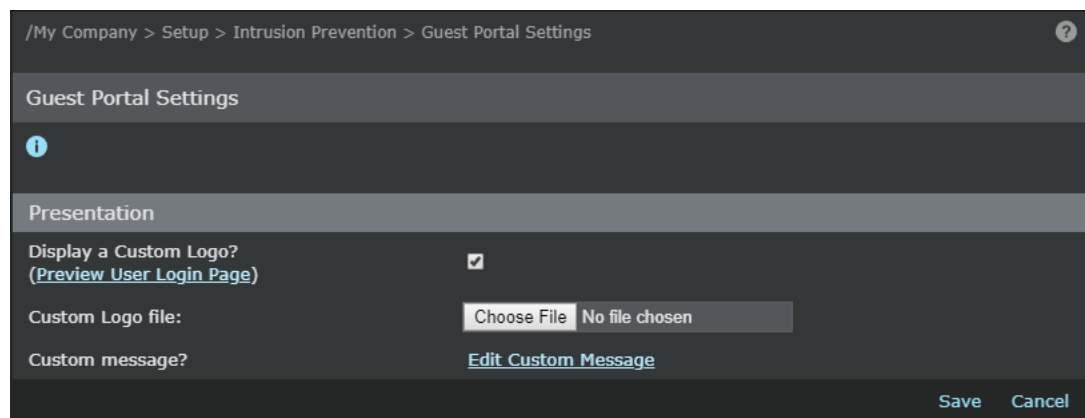 /My Company > Setup > Intrusion Prevention > Guest Portal Settings
?
Guest Portal Settings
i
Presentation
Display a Custom Logo?
(Preview User Login Page)
Custom Logo file:
Choose File No file chosen
Custom message?
Edit Custom Message
Save Cancel